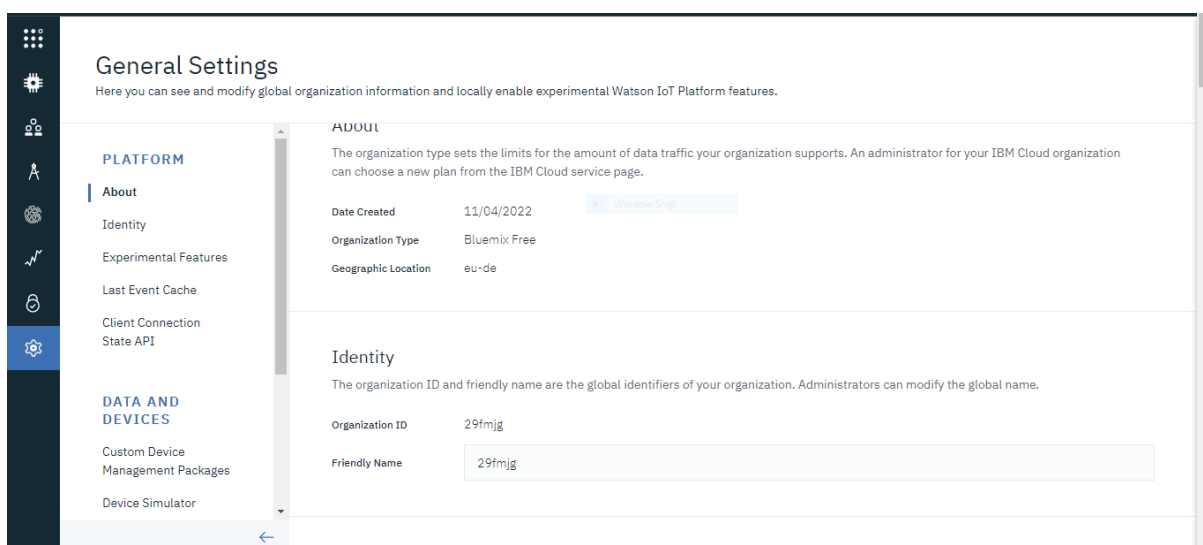 General Settings
Here you can see and modify global organization information and locally enable experimental Watson IoT Platform features.
PLATFORM
About
Identity
Experimental Features
Last Event Cache
Client Connection
State API
DATA AND
DEVICES
Custom Device
Management Packages
Device Simulator
About
The organization type sets the limits for the amount of data traffic your organization supports. An administrator for your IBM Cloud organization
can choose a new plan from the IBM Cloud service page.
Window Snip
Date Created 11/04/2022
Organization Type Bluemix Free
Geographic Location eu-de
Identity
The organization ID and friendly name are the global identifiers of your organization. Administrators can modify the global name.
Organization ID 29fmjg
Friendly Name 29fmjg